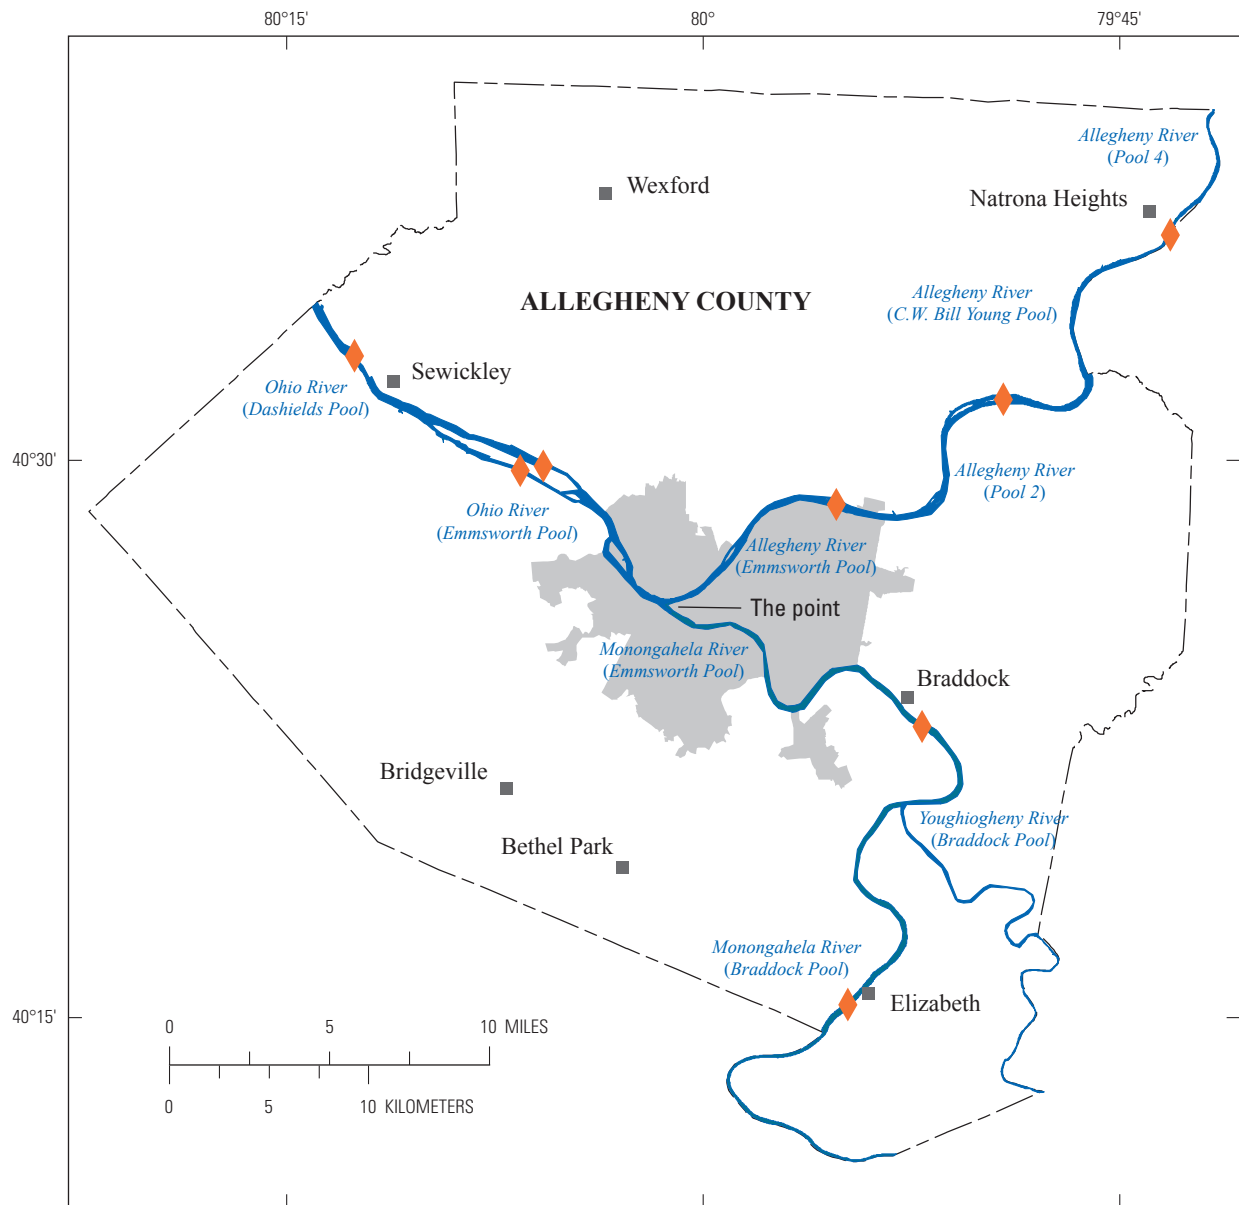 80°15'
80°
79°45'
Allegheny River
(Pool 4)
Wexford
Natrona Heights
ALLEGHENY COUNTY
Allegheny River
(C.W. Bill Young Pool)
Sewickley
Ohio River
(Dashields Pool)
40°30'
Allegheny River
(Pool 2)
Ohio River
(Emmsworth Pool)
Allegheny River
(Emmsworth Pool)
The point
Monongahela River
(Emmsworth Pool)
Braddock
Bridgeville
Youghiogheny River
(Braddock Pool)
Bethel Park
Monongahela River
(Braddock Pool)
Elizabeth
40°15'
0 5 10 MILES
0 5 10 KILOMETERS